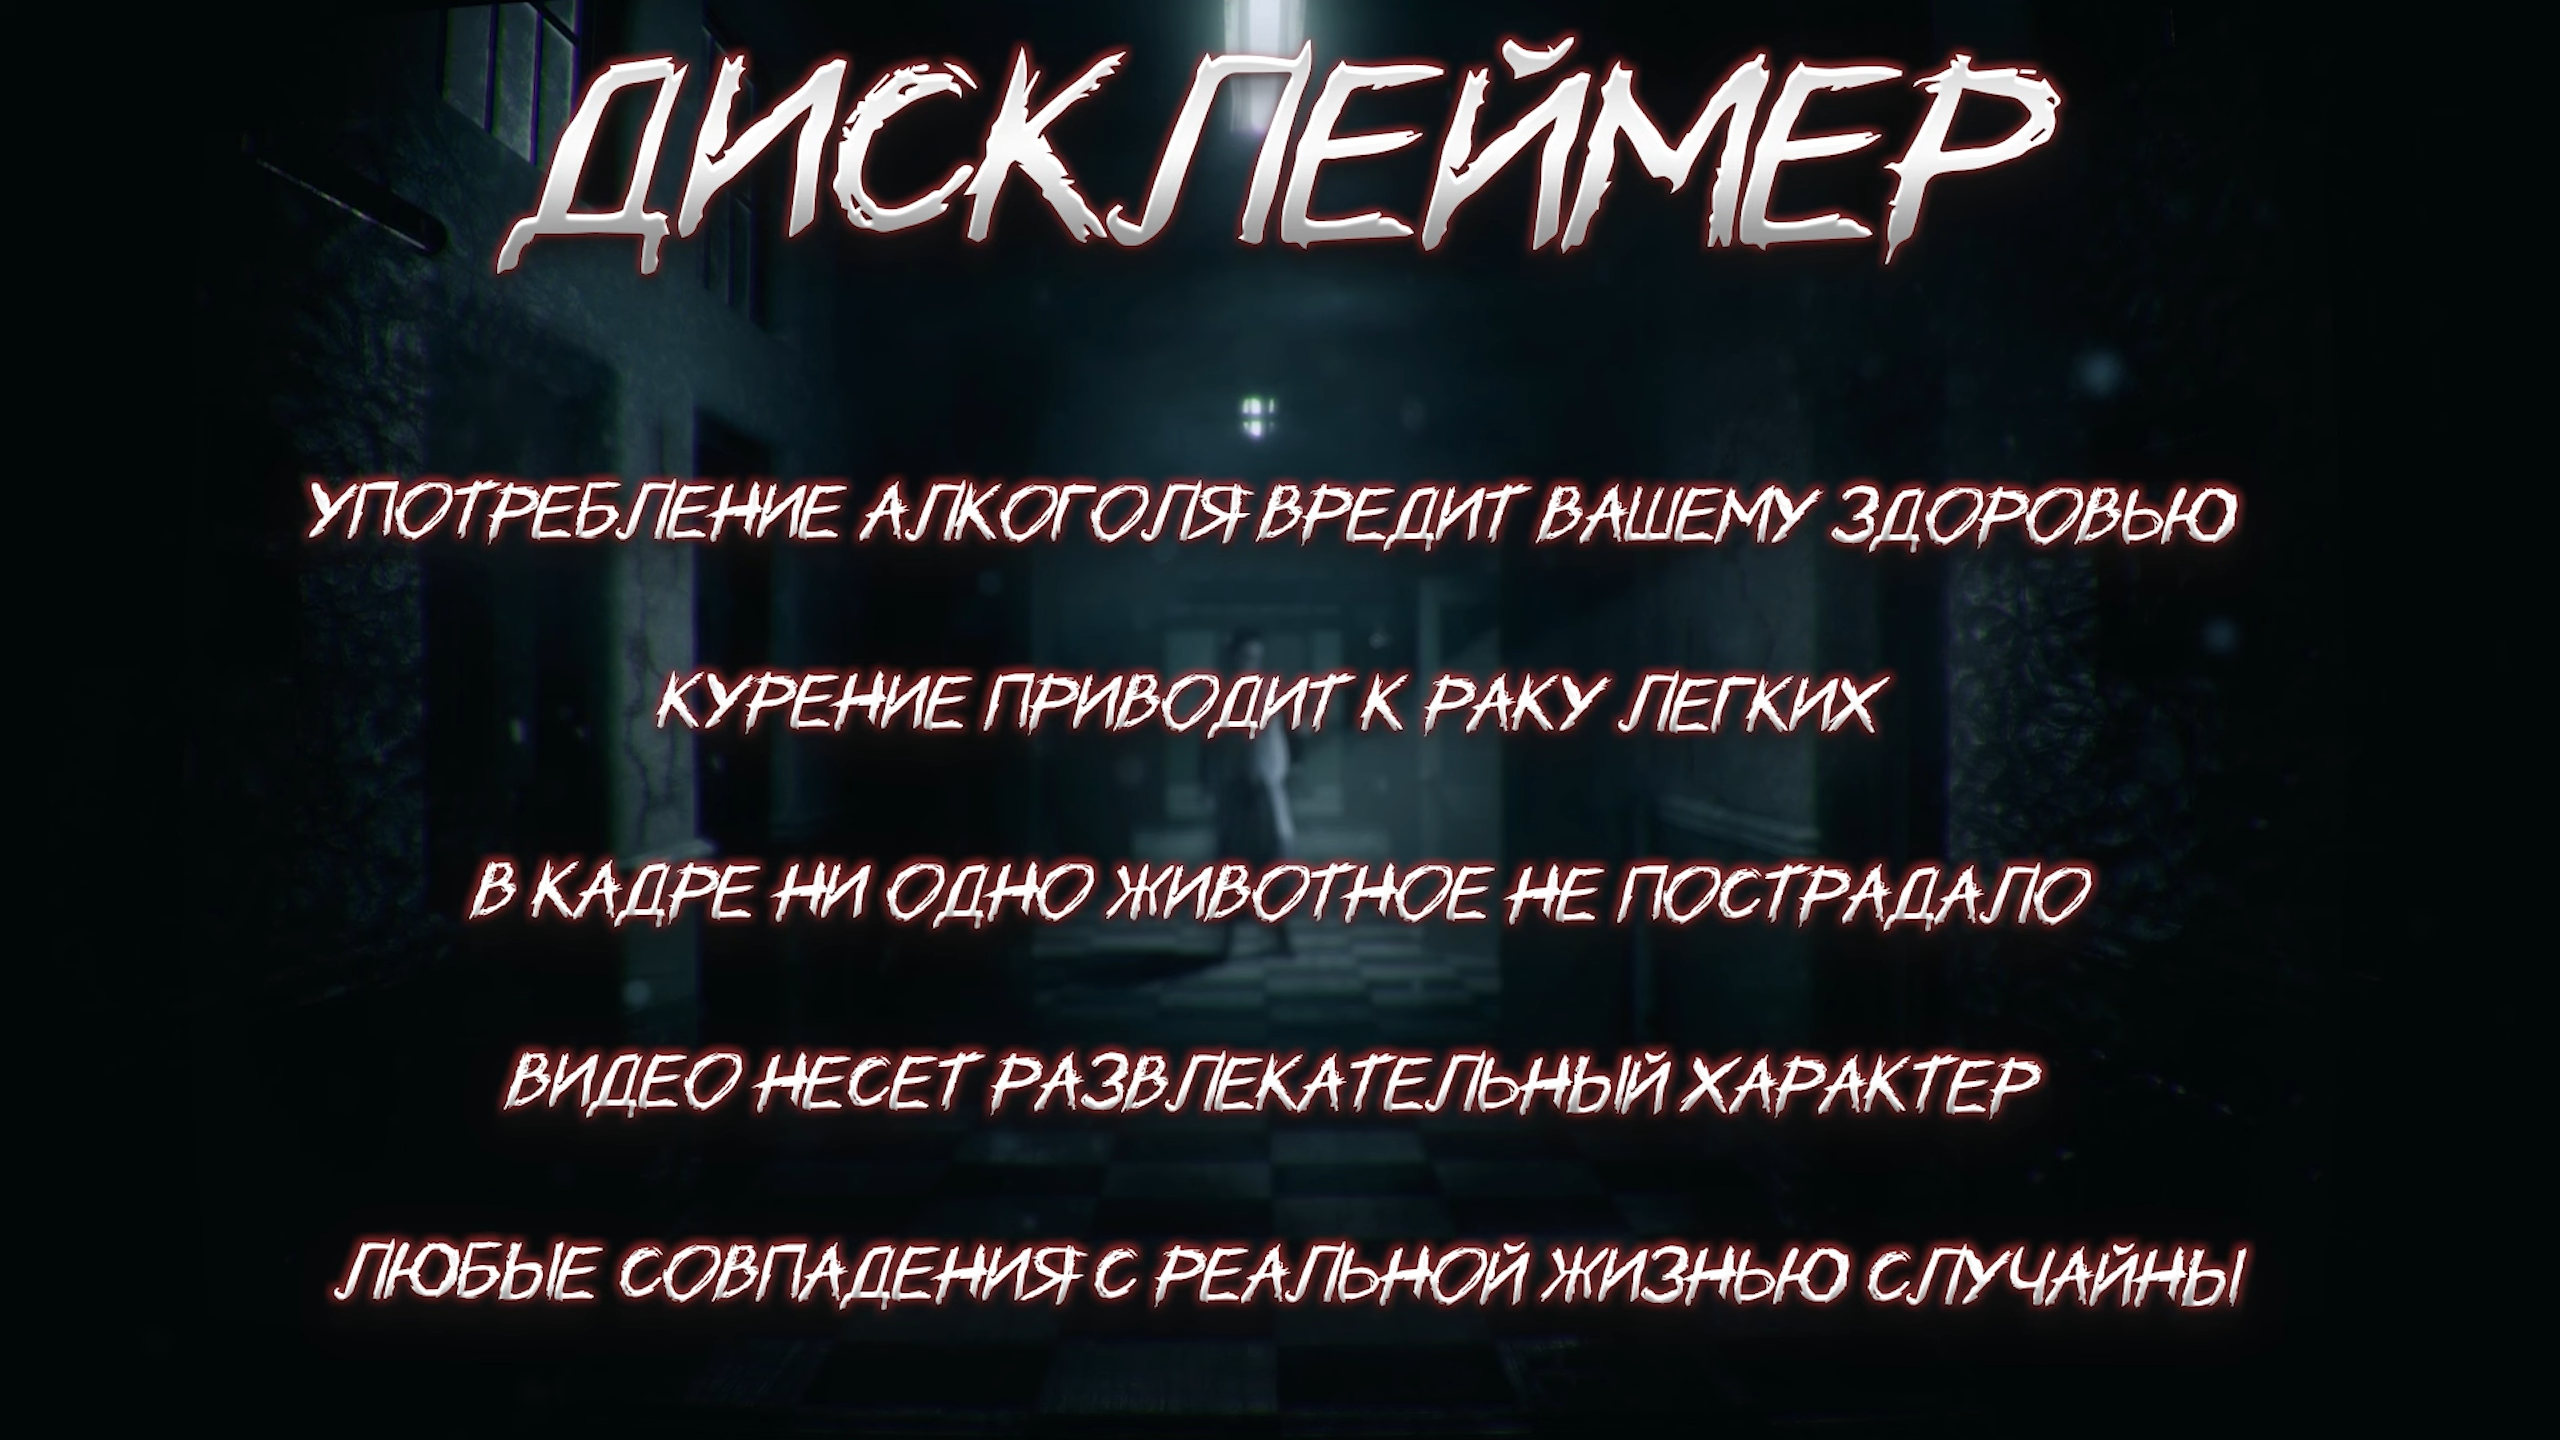 ДИСКЛЕЙМЕР
УПОТРЕБЛЕНИЕ АЛКОГОЛЯ ВРЕДИТ ВАШЕМУ ЗДОРОВЬЮ
КУРЕНИЕ ПРИВОДИТ К РАКУ ЛЕГКИХ
В КАДРЕ НИ ОДНО ЖИВОТНОЕ НЕ ПОСТРАДАЛО
ВИДЕО НЕСЕТ РАЗВЛЕКАТЕЛЬНЫЙ ХАРАКТЕР
ЛЮБЫЕ СОВПАДЕНИЯ С РЕАЛЬНОЙ ЖИЗНЬЮ СЛУЧАЙНЫ